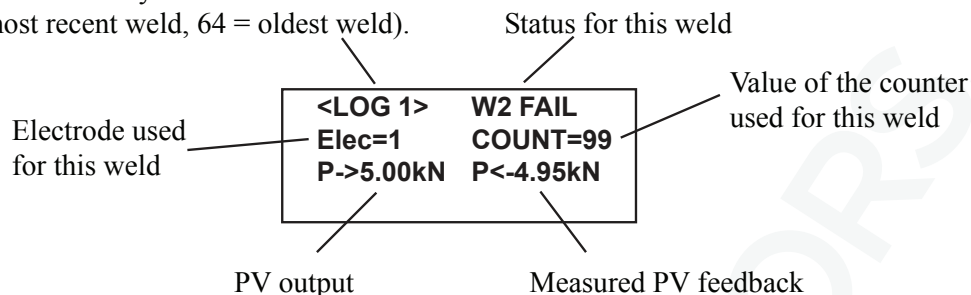 most recent weld, 64 = oldest weld).
Status for this weld
Value of the counter
used for this weld
Electrode used
for this weld
<LOG 1> W2 FAIL
Elec=1 COUNT=99
P->5.00kN P<-4.95kN
PV output
Measured PV feedback